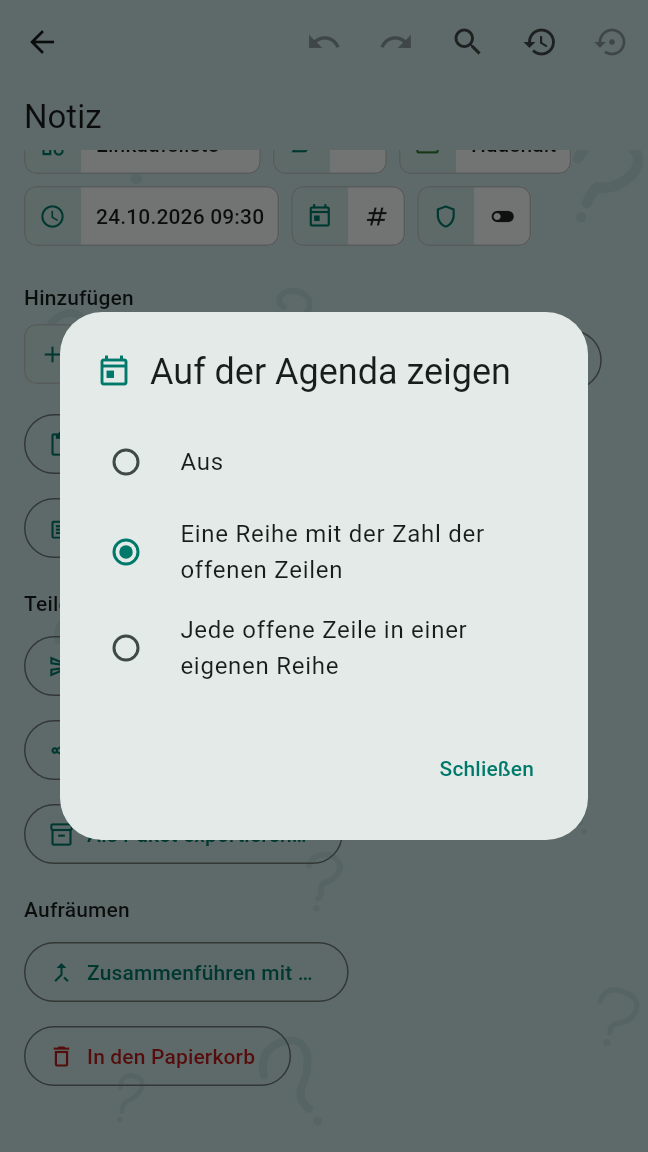 Notiz
24.10.2026 09:30
#
Hinzufügen
Auf der Agenda zeigen
Aus
Eine Reihe mit der Zahl der
offenen Zeilen
Jede offene Zeile in einer
eigenen Reihe
Schließen
Aufräumen
Zusammenführen mit …
In den Papierkorb